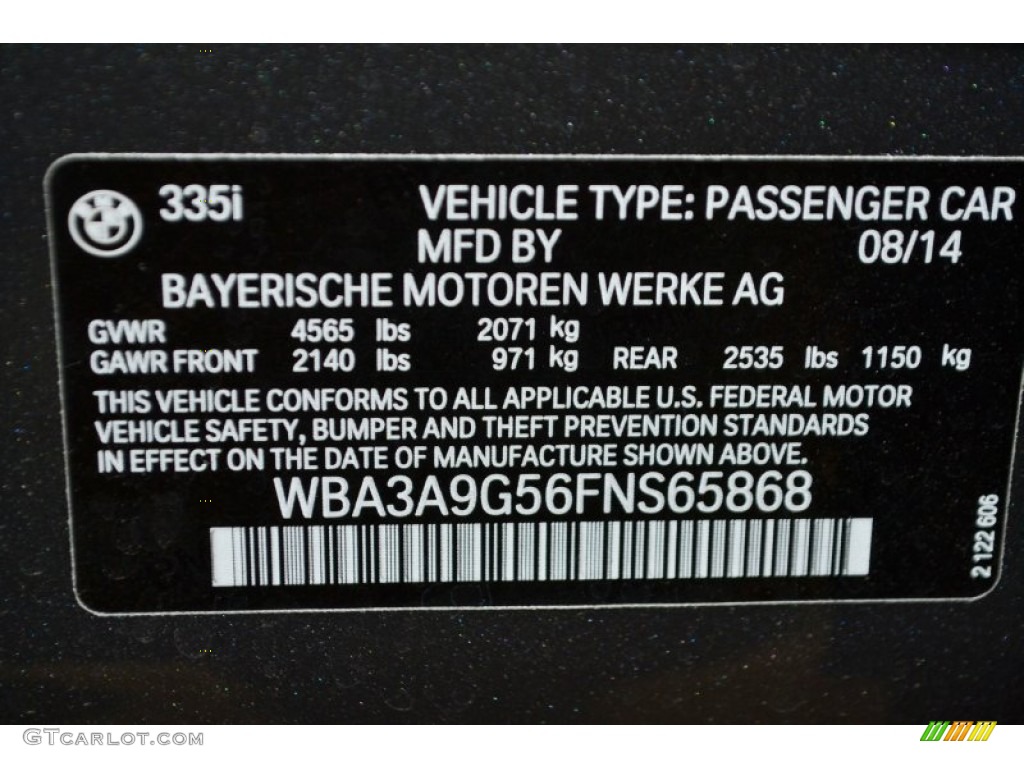 335i VEHICLE TYPE: PASSENGER CAR
MFD BY 08/14
BAYERISCHE MOTOREN WERKE AG
GVWR 4565 lbs 2071 kg
GAWR FRONT 2140 lbs 971 kg REAR 2535 lbs 1150 kg
THIS VEHICLE CONFORMS TO ALL APPLICABLE U.S. FEDERAL MOTOR
VEHICLE SAFETY, BUMPER AND THEFT PREVENTION STANDARDS
IN EFFECT ON THE DATE OF MANUFACTURE SHOWN ABOVE.
WBA3A9G56FNS65868
2 122 606
GTCARLOT.COM